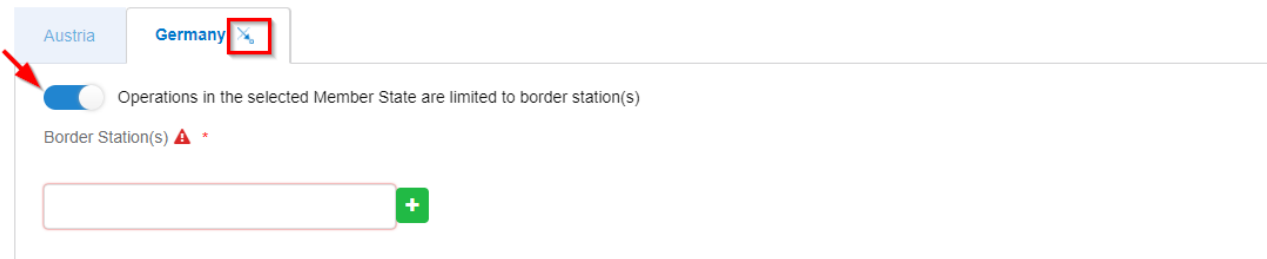 Austria
Germany
Operations in the selected Member State are limited to border station(s)
Border Station(s) *